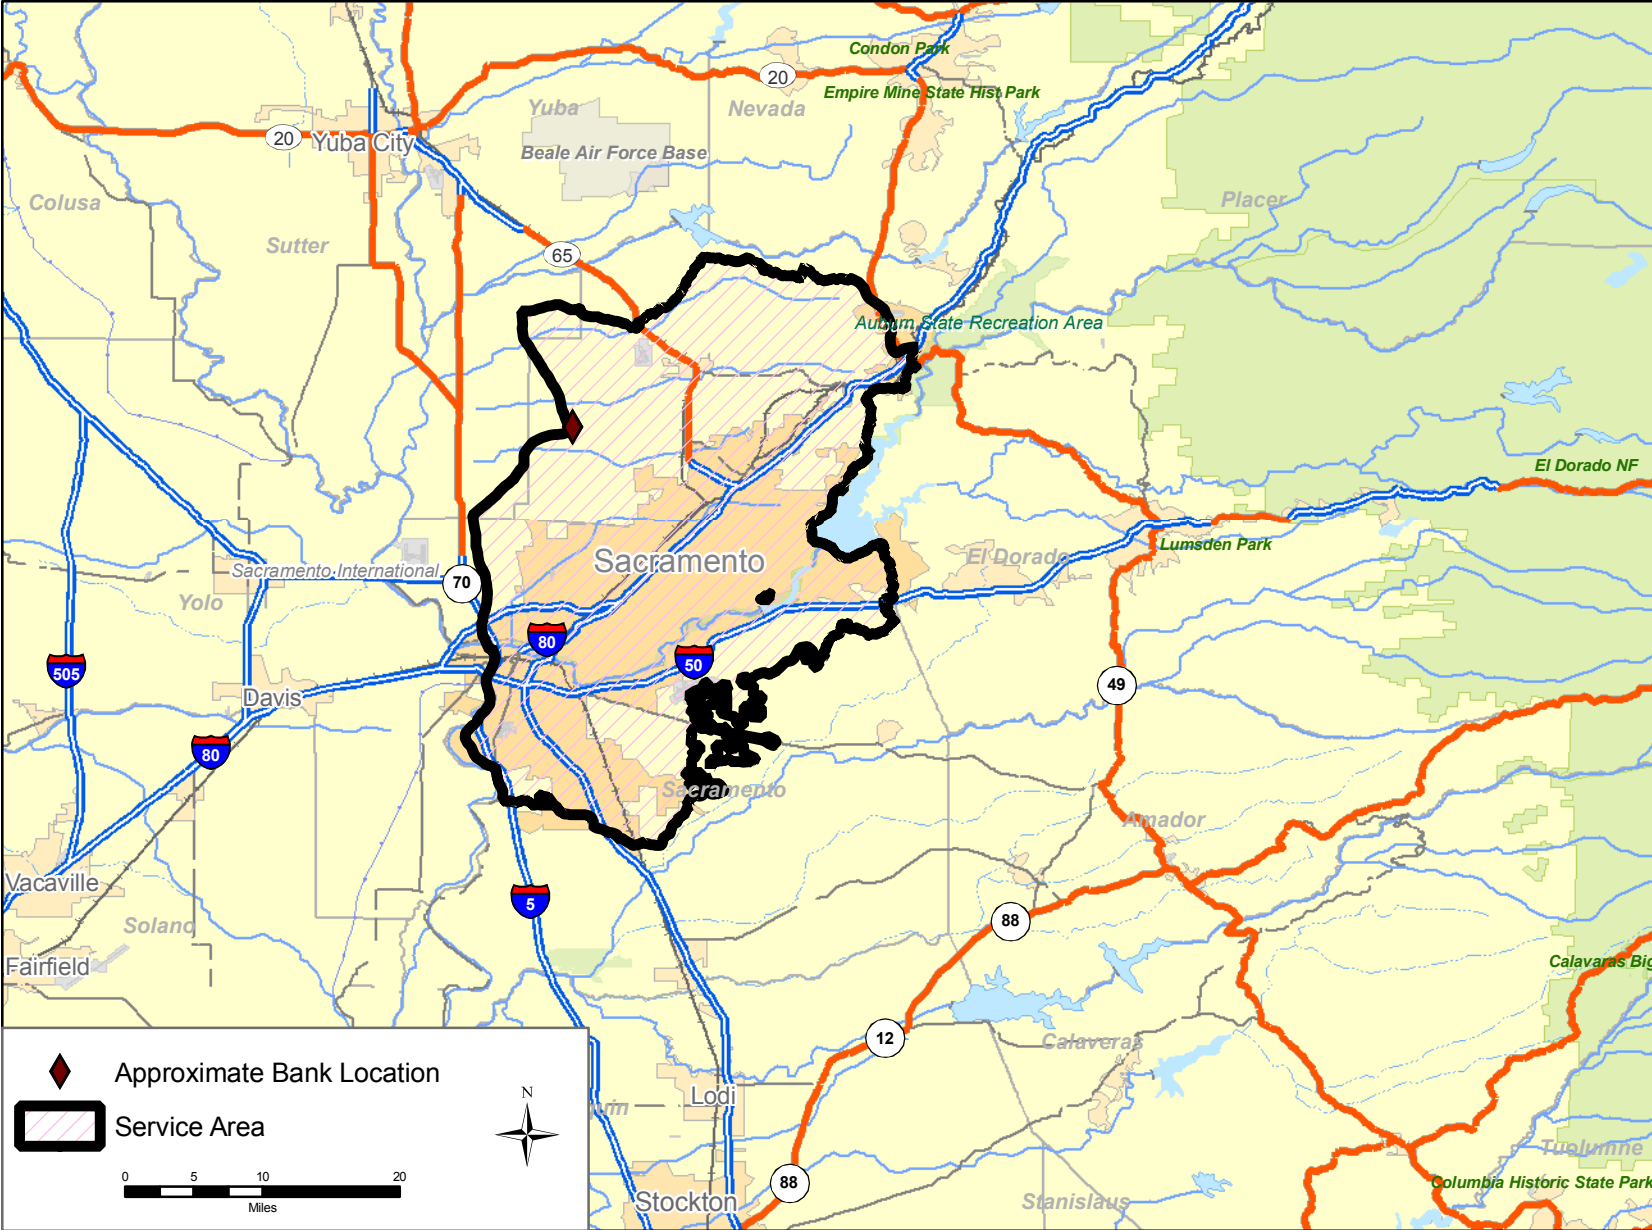 Condon Park
20
Yuba
Nevada
Empire Mine State Hist Park
20
Yuba City
Beale Air Force Base
Colusa
Placer
Sutter
65
Auburn State Recreation Area
El Dorado NF
Lumsden Park
Sacramento
El Dorado
Sacramento International
70
Yolo
80
50
505
49
Davis
80
Sacramento
Amador
Vacaville
5
88
Solano
Fairfield
Calavaras Big
12
Calaveras
Approximate Bank Location
N
Lodi
uin
Service Area
Tuolumne
0 5 10 20
Miles
88
Columbia Historic State Park
Stockton
Stanislaus